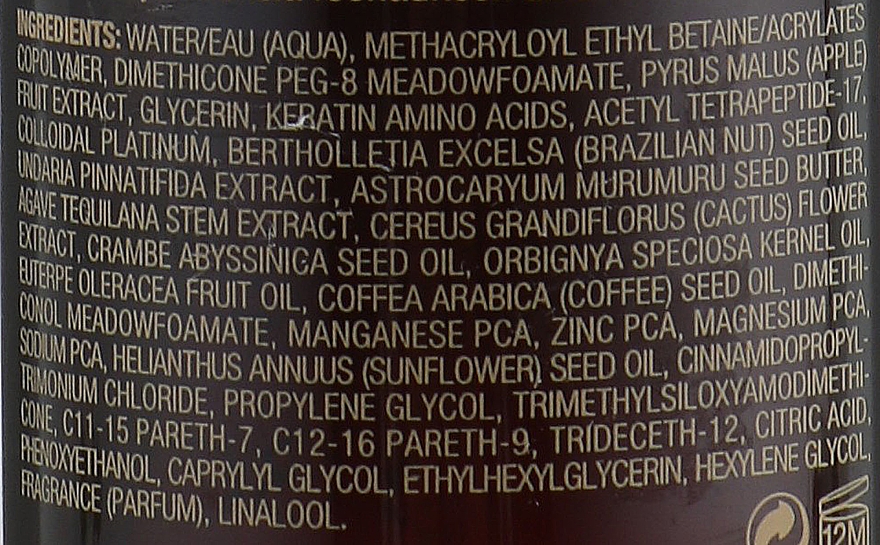 INGREDIENTS: WATER/EAU (AQUA), METHACRYLOYL ETHYL BETAINE/ACRYLATES
COPOLYMER, DIMETHICONE PEG-8 MEADOWFOAMATE, PYRUS MALUS (APPLE)
FRUIT EXTRACT, GLYCERIN, KERATIN AMINO ACIDS, ACETYL TETRAPEPTIDE-17,
COLLOIDAL PLATINUM, BERTHOLLETIA EXCELSA (BRAZILIAN NUT) SEED OIL,
UNDARIA PINNATIFIDA EXTRACT, ASTROCARYUM MURUMURU SEED BUTTER,
AGAVE TEQUILANA STEM EXTRACT, CEREUS GRANDIFLORUS (CACTUS) FLOWER
EXTRACT, CRAMBE ABYSSINICA SEED OIL, ORBIGNYA SPECIOSA KERNEL OIL,
EUTERPE OLERACEA FRUIT OIL, COFFEA ARABICA (COFFEE) SEED OIL, DIMETHI-
CONOL MEADOWFOAMATE, MANGANESE PCA, ZINC PCA, MAGNESIUM PCA,
SODIUM PCA, HELIANTHUS ANNUUS (SUNFLOWER) SEED OIL, CINNAMIDOPROPYL-
TRIMONIUM CHLORIDE, PROPYLENE GLYCOL, TRIMETHYLSILOXYAMODIMETHI-
CONE, C11-15 PARETH-7, C12-16 PARETH-9, TRIDECETH-12, CITRIC ACID,
PHENOXYETHANOL, CAPRYLYL GLYCOL, ETHYLHEXYLGLYCERIN, HEXYLENE GLYCOL,
FRAGRANCE (PARFUM), LINALOOL.
12M